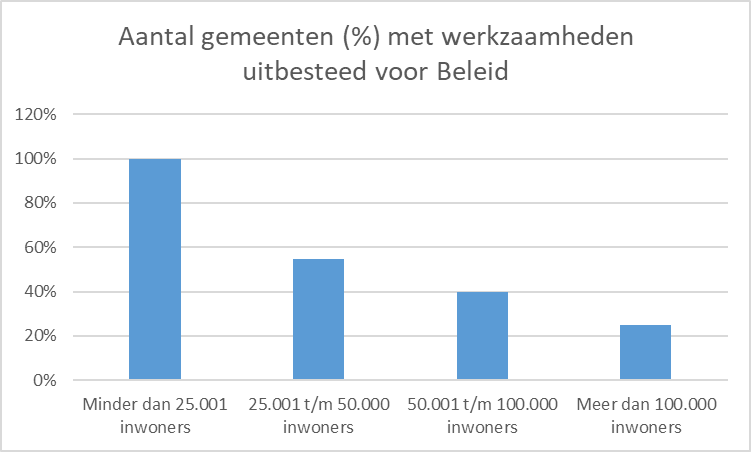 Aantal gemeenten (%) met werkzaamheden
uitbesteed voor Beleid
120%
100%
80%
60%
40%
20%
0%
Minder dan 25.001
inwoners
25.001 t/m 50.000
inwoners
50.001 t/m 100.000
inwoners
Meer dan 100.000
inwoners